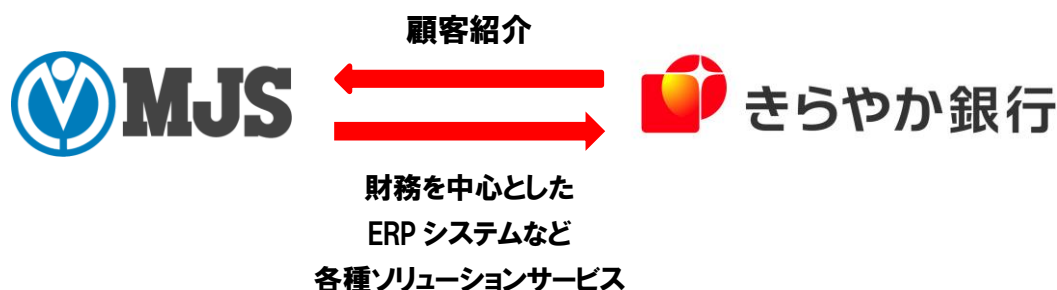 顧客紹介
MJS
きらやか銀行
財務を中心とした
ERP システムなど
各種ソリューションサービス